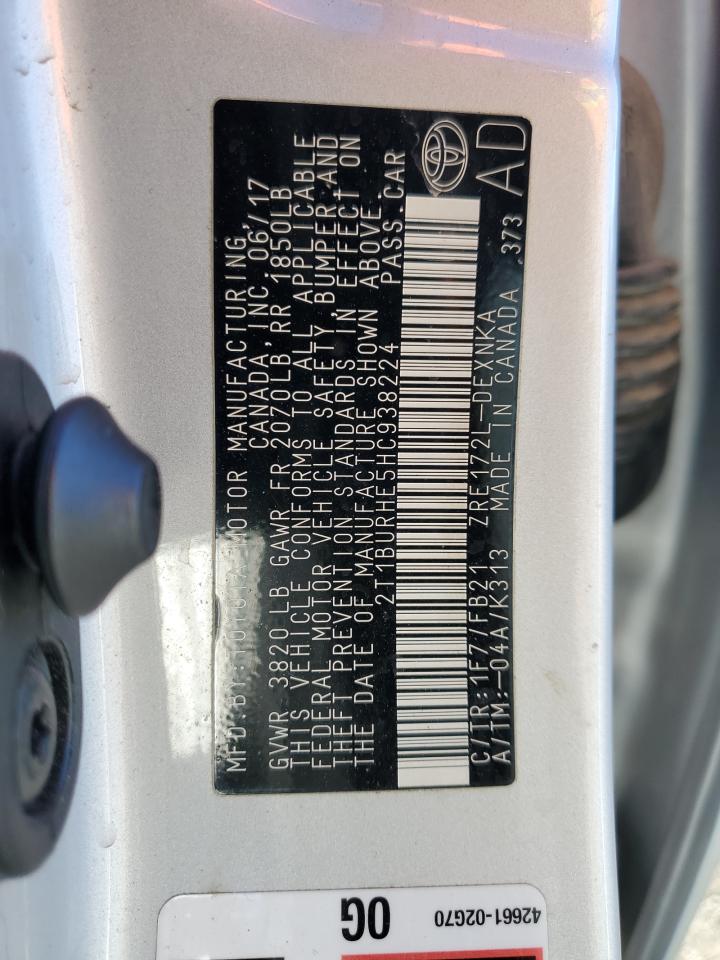 MFD. BY: TOYOTA MOTOR MANUFACTURING,
CANADA, INC. 06/17
GVWR 3820 LB GAWR FR 2070LB RR 1850LB
THIS VEHICLE CONFORMS TO ALL APPLICABLE
FEDERAL MOTOR VEHICLE SAFETY, BUMPER, AND
THEFT PREVENTION STANDARDS IN EFFECT ON
THE DATE OF MANUFACTURE SHOWN ABOVE.
2T1BURHE5HC938224 PASS.CAR
C/TR: 1F7/FB21 ZRE172L-DEXNKA
A/TM:-04A/K313 MADE IN CANADA .373
AD
42661-02G70
0G